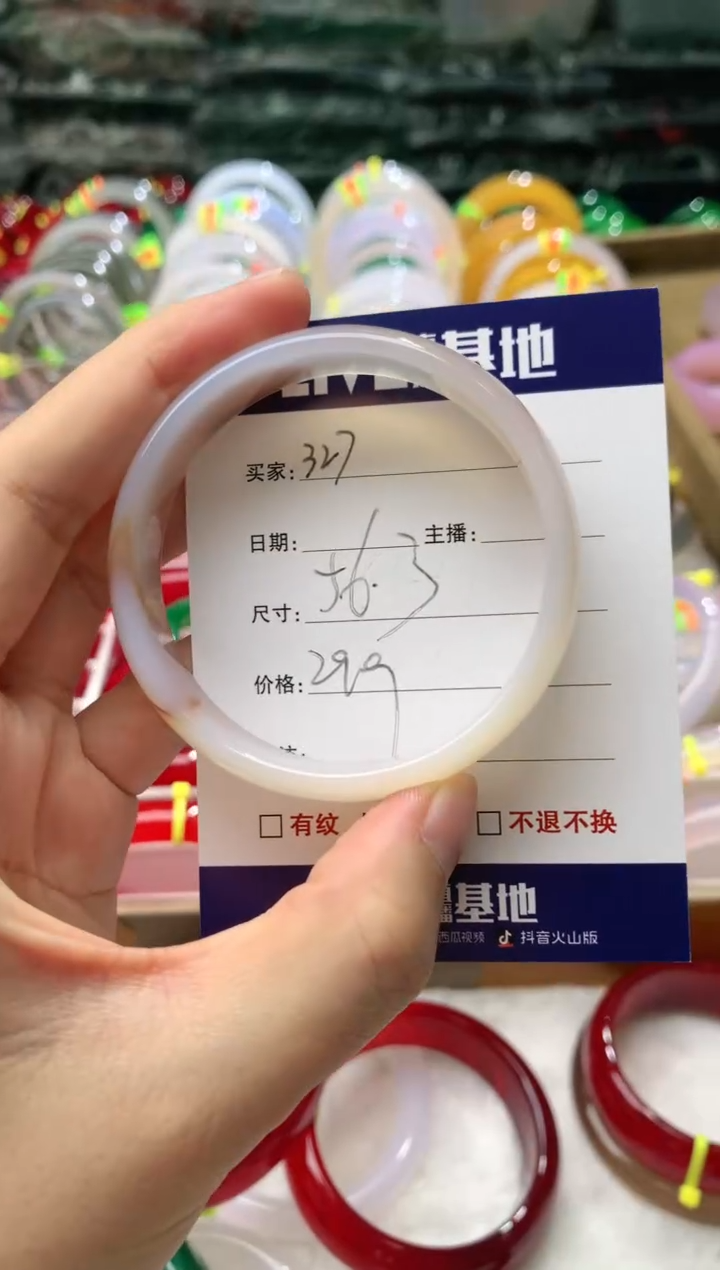 基地
买家: 327
日期: 主播:
尺寸: 56.3
价格: 299
有纹 不退不换
基地
西瓜视频 抖音火山版